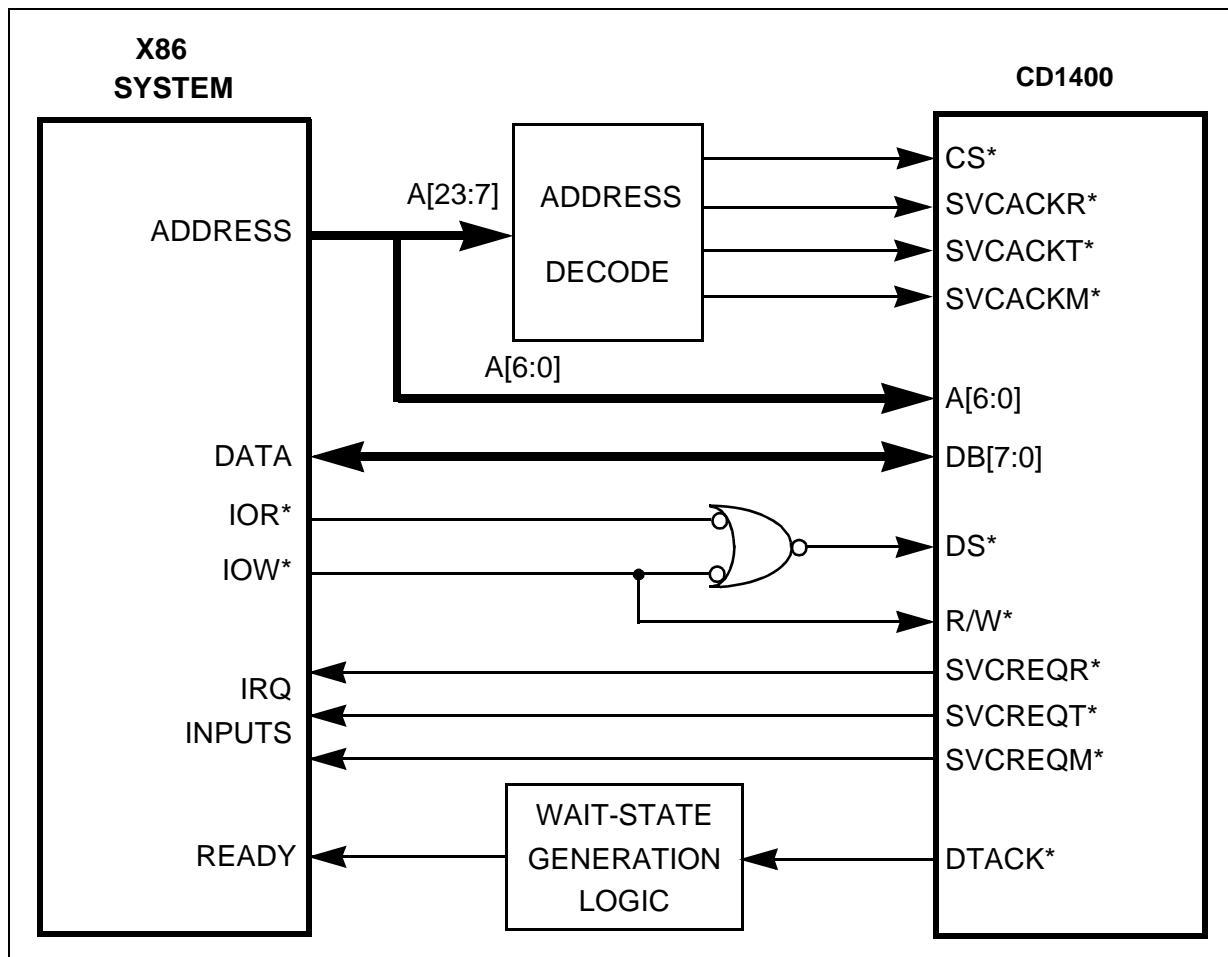 X86
SYSTEM
CD1400
ADDRESS
A[23:7]
ADDRESS
DECODE
CS*
SVCACKR*
SVCACKT*
SVCACKM*
A[6:0]
A[6:0]
DATA
DB[7:0]
IOR*
IOW*
DS*
R/W*
IRQ
INPUTS
SVCREQR*
SVCREQT*
SVCREQM*
READY
WAIT-STATE
GENERATION
LOGIC
DTACK*